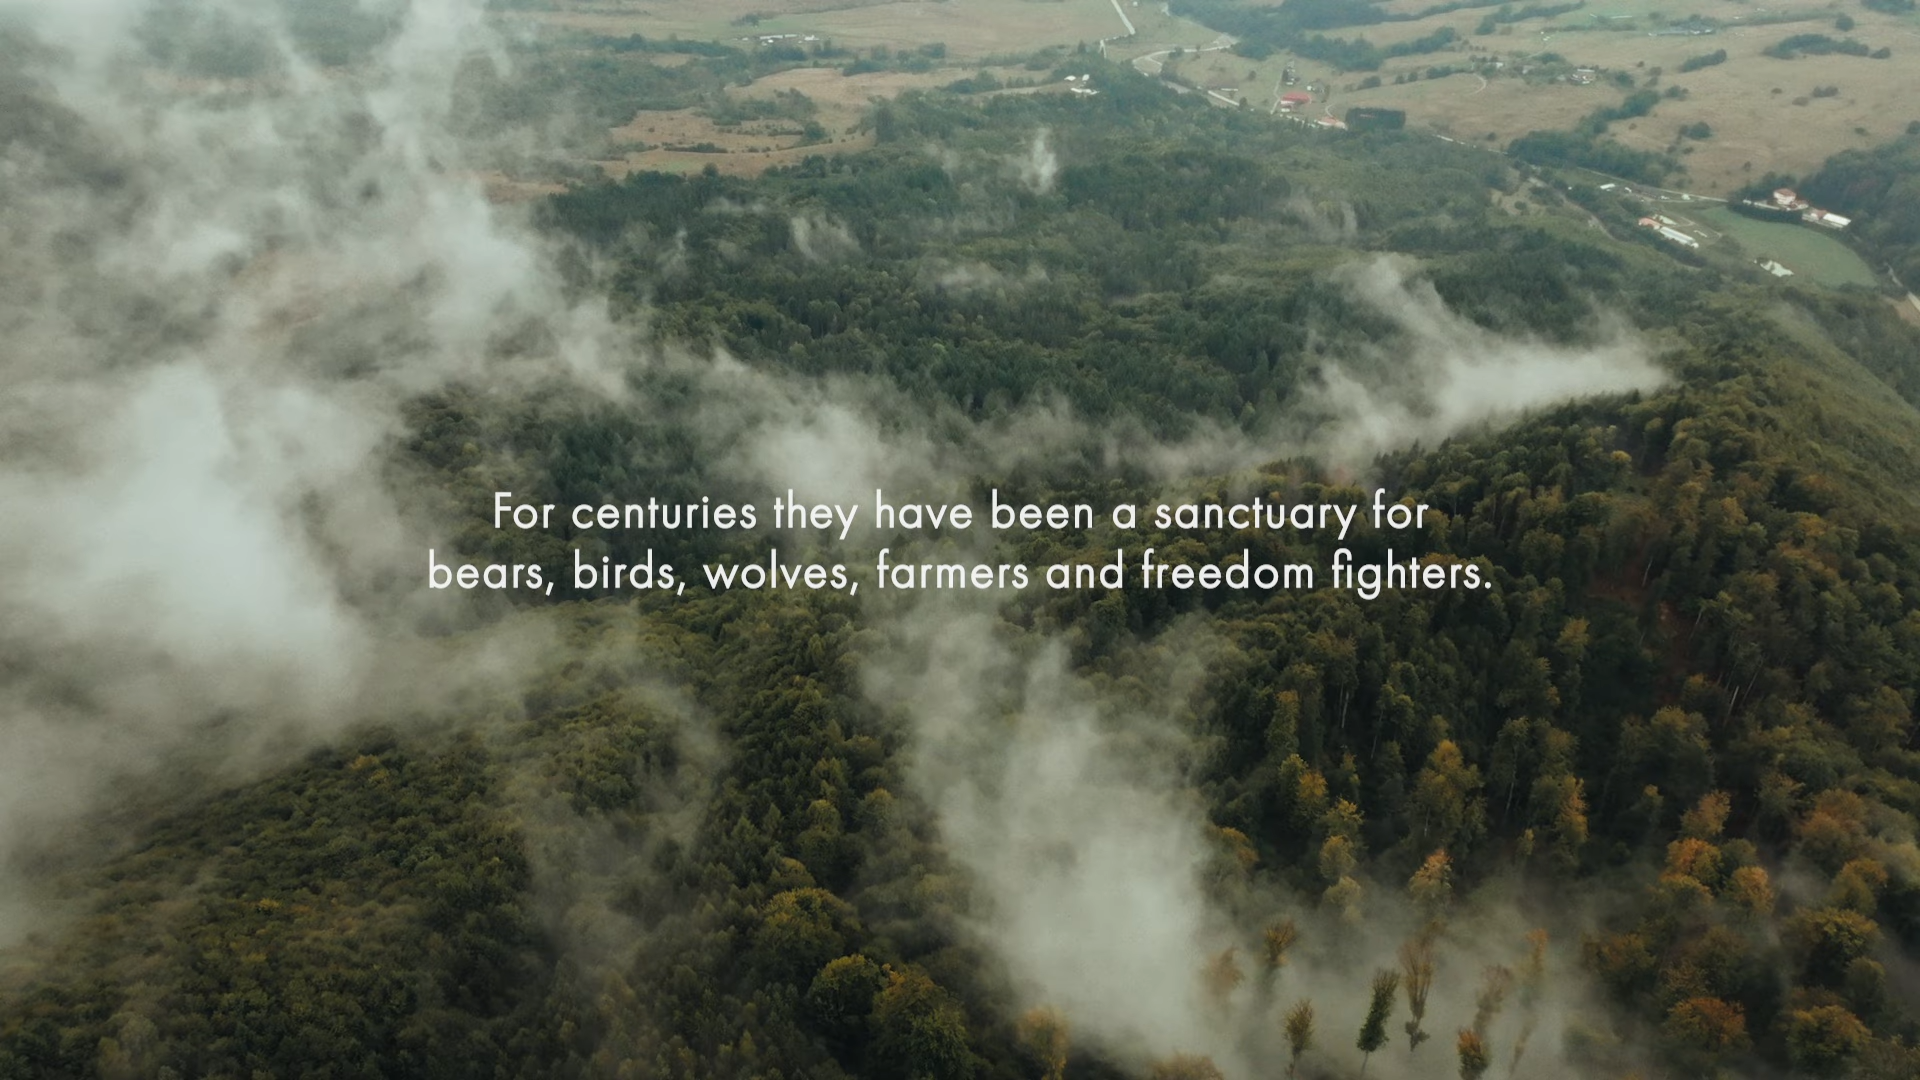 For centuries they have been a sanctuary for
bears, birds, wolves, farmers and freedom fighters.